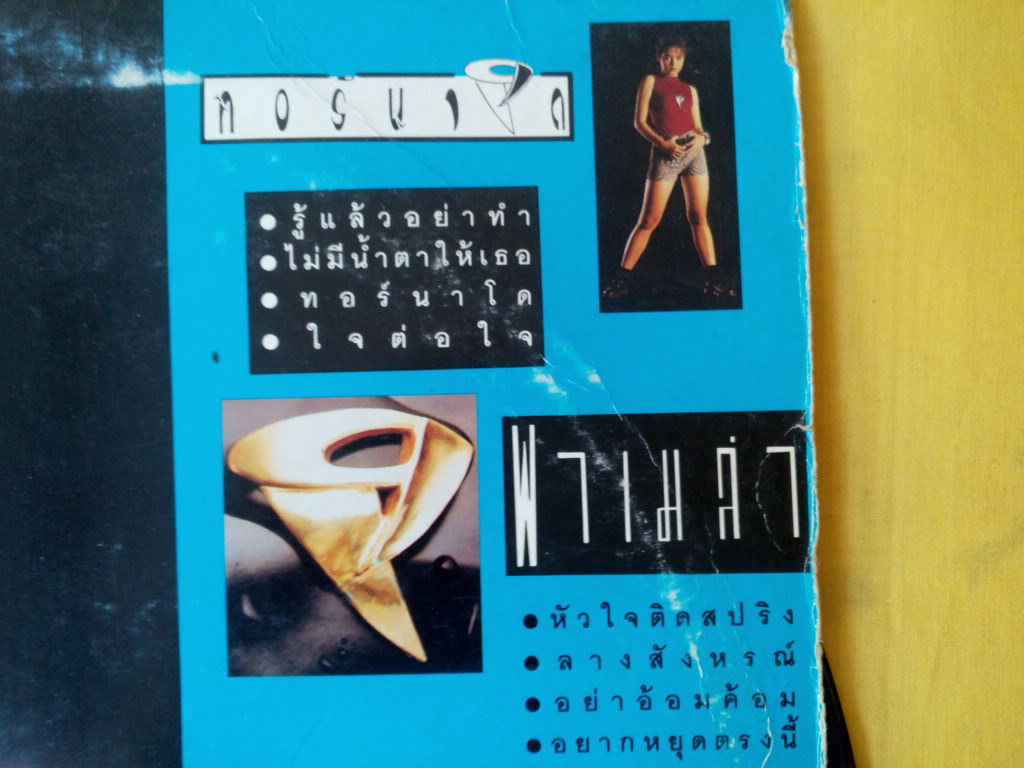 ทอร์นาโด
รู้แล้วอย่าทำ
ไม่มีน้ำตาให้เธอ
ทอร์นาโด
ใจต่อใจ
พาเมล่า
หัวใจติดสปริง
ลางสังหรณ์
อย่าอ้อมค้อม
อยากหยุดตรงนี้